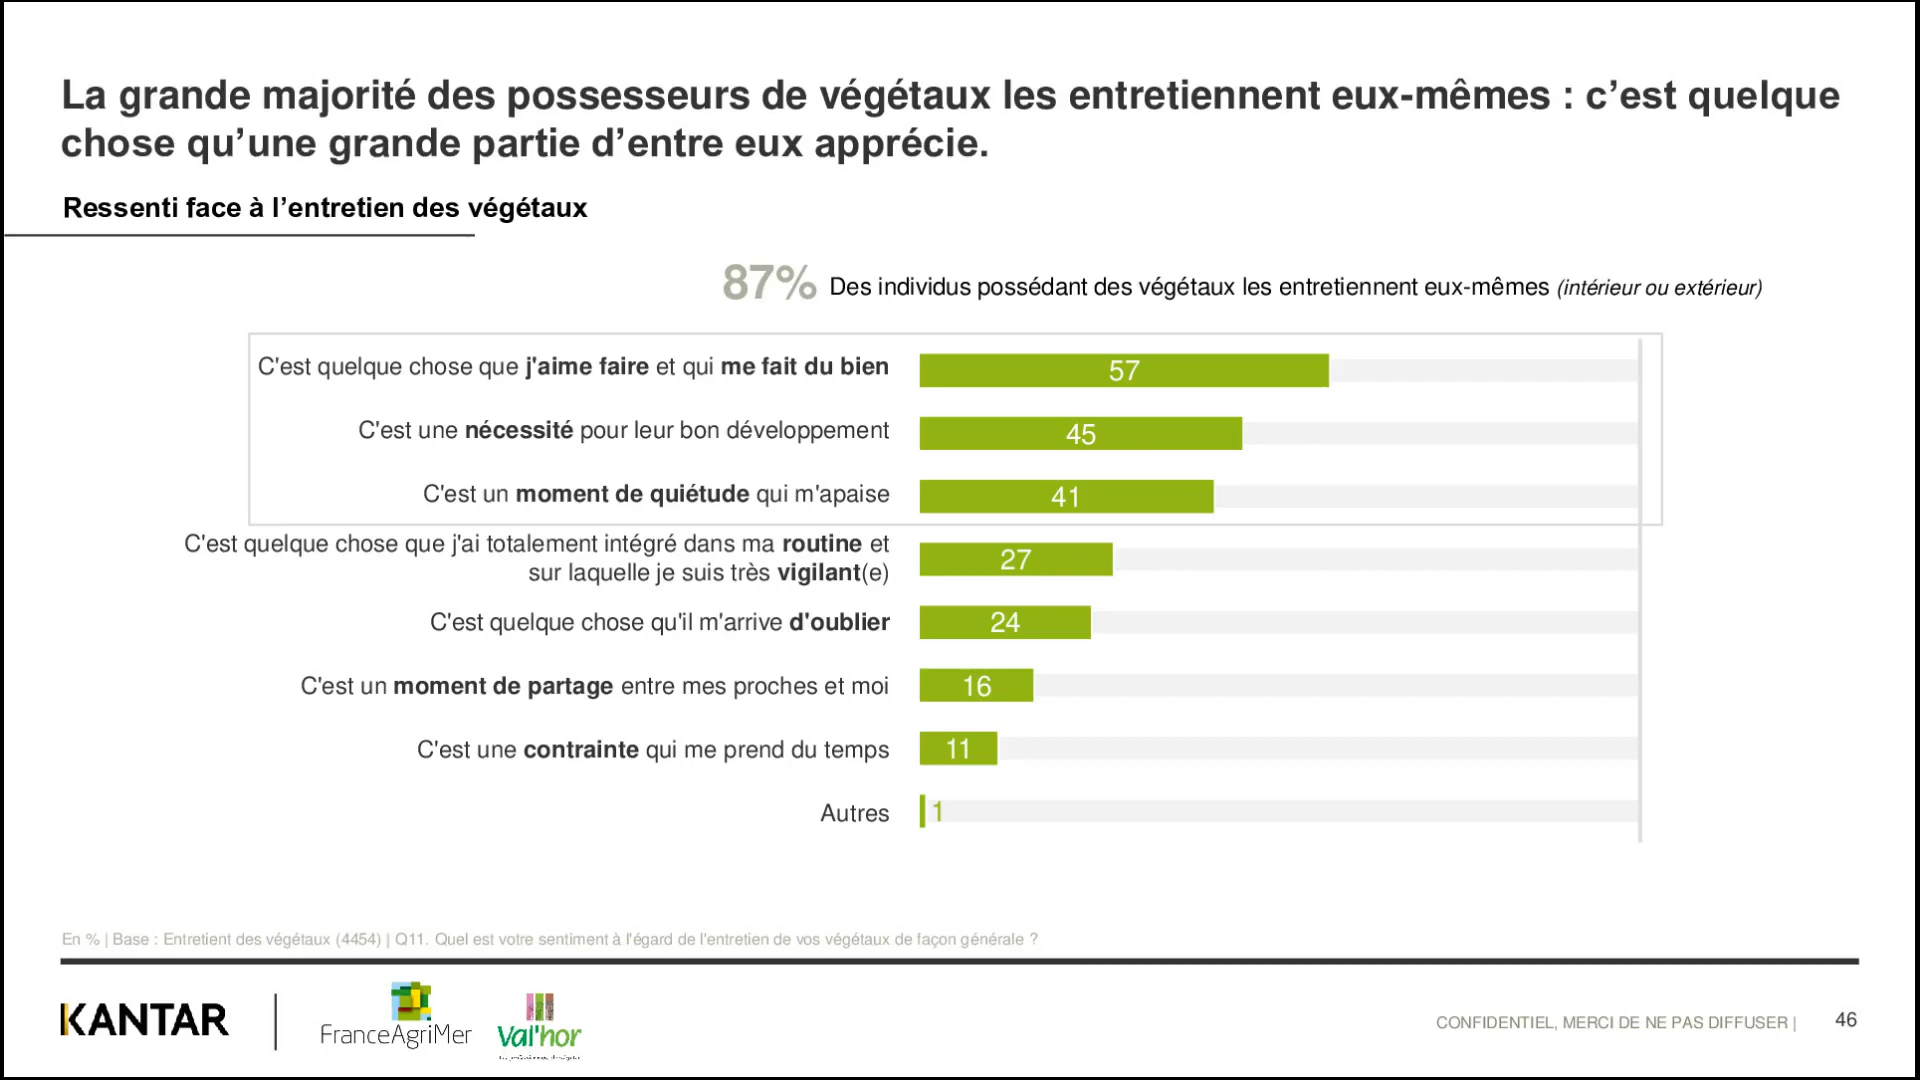 La grande majorité des possesseurs de végétaux les entretiennent eux-mêmes : c’est quelque
chose qu’une grande partie d’entre eux apprécie.
Ressenti face à l’entretien des végétaux
87% Des individus possédant des végétaux les entretiennent eux-mêmes (intérieur ou extérieur)
C'est quelque chose que j'aime faire et qui me fait du bien 57
C'est une nécessité pour leur bon développement 45
C'est un moment de quiétude qui m'apaise 41
C'est quelque chose que j'ai totalement intégré dans ma routine et
sur laquelle je suis très vigilant(e) 27
C'est quelque chose qu'il m'arrive d'oublier 24
C'est un moment de partage entre mes proches et moi 16
C'est une contrainte qui me prend du temps 11
Autres 1
En % | Base : Entretient des végétaux (4454) | Q11. Quel est votre sentiment à l'égard de l'entretien de vos végétaux de façon générale ?
KANTAR
FranceAgriMer
Val'hor
CONFIDENTIEL, MERCI DE NE PAS DIFFUSER |
46